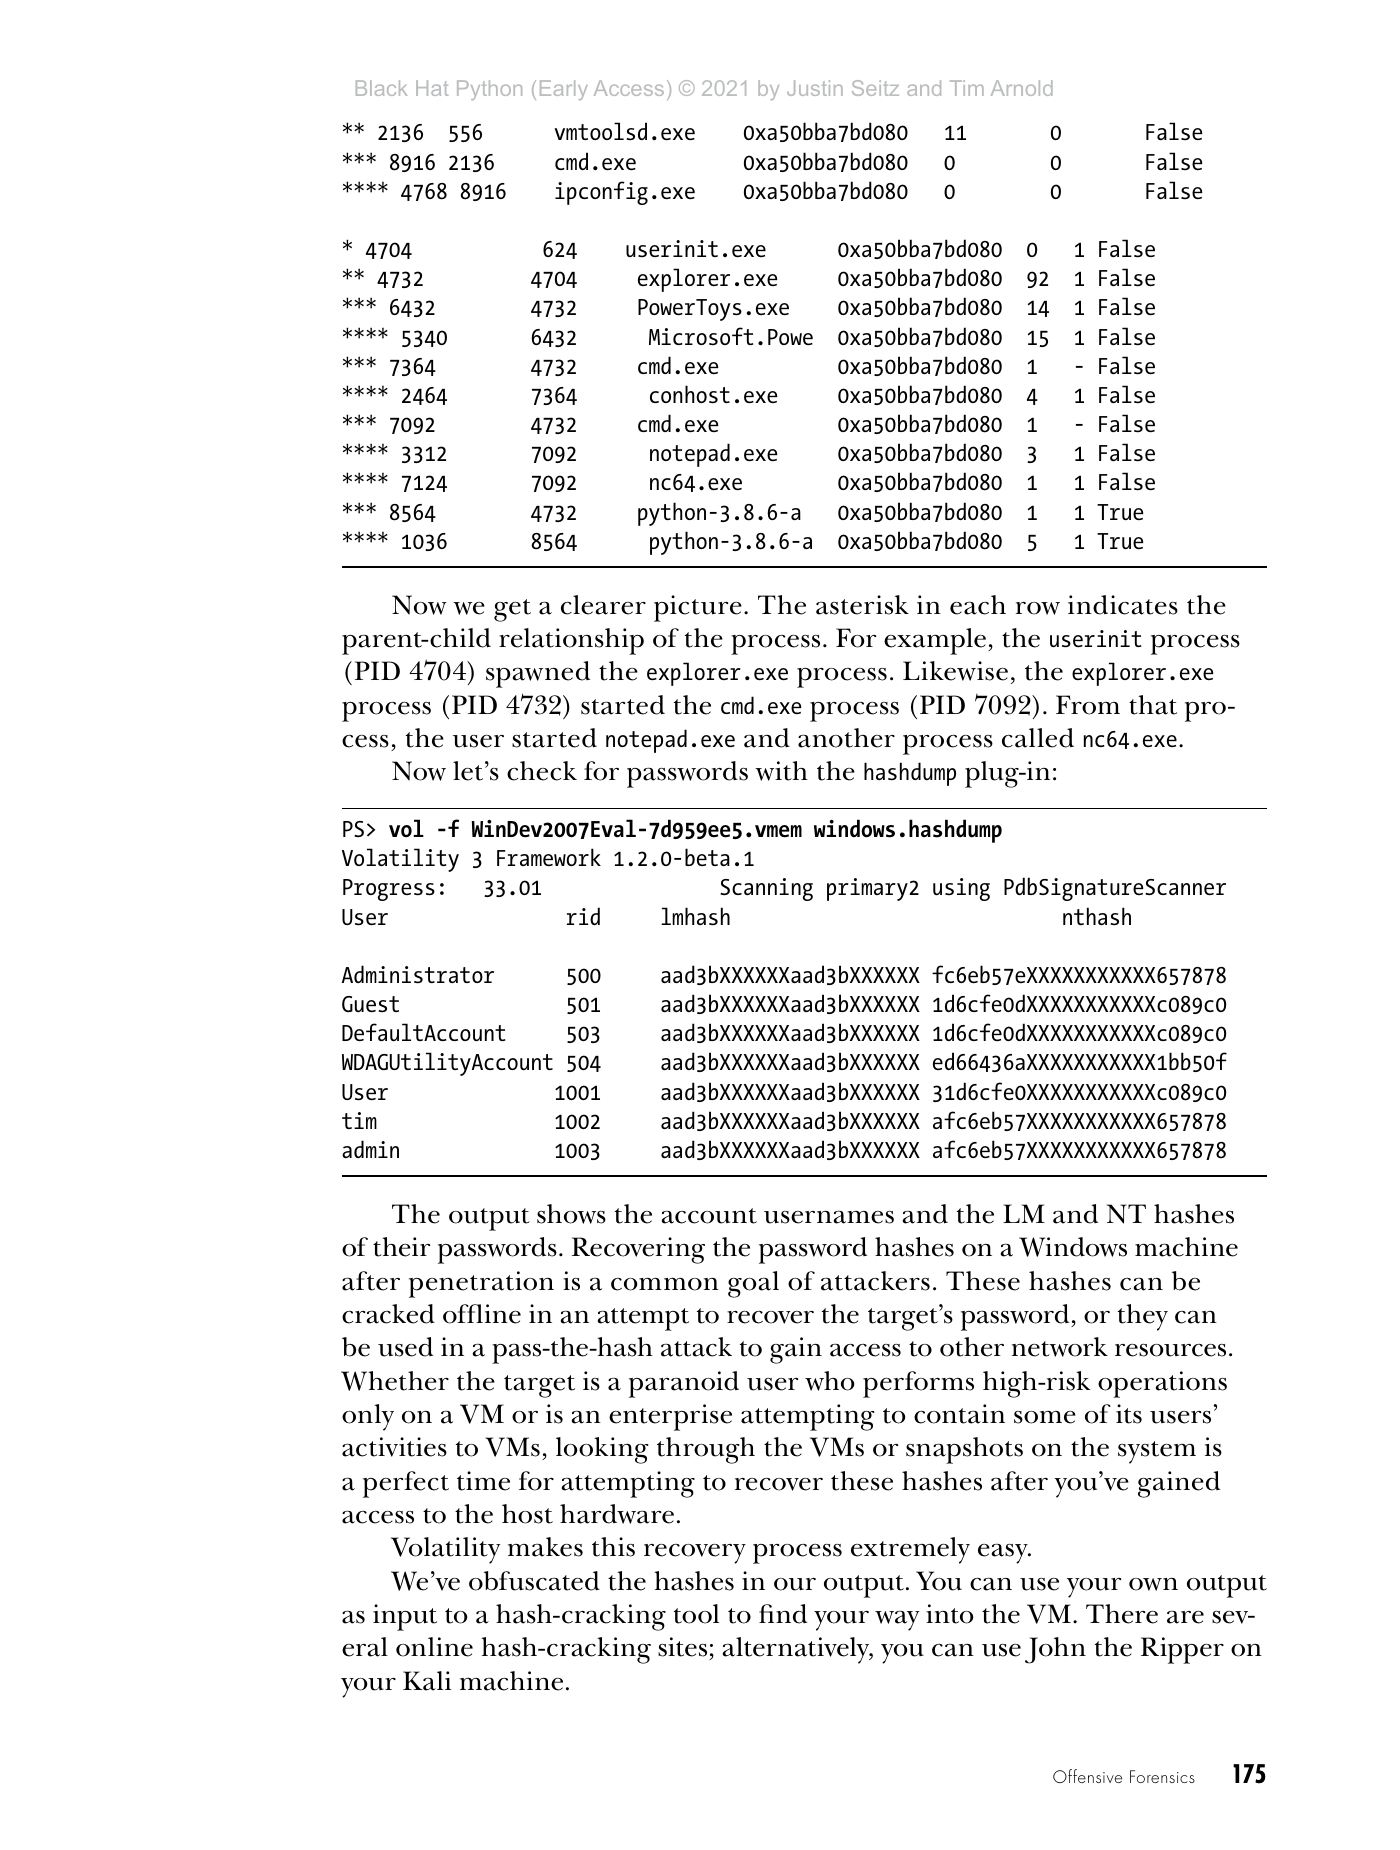 Black Hat Python (Early Access) © 2021 by Justin Seitz and Tim Arnold
** 2136  556      vmtoolsd.exe    0xa50bba7bd080   11       0       False
*** 8916 2136     cmd.exe         0xa50bba7bd080   0        0       False
**** 4768 8916    ipconfig.exe    0xa50bba7bd080   0        0       False
* 4704           624    userinit.exe      0xa50bba7bd080  0   1 False
** 4732         4704     explorer.exe     0xa50bba7bd080  92  1 False
*** 6432        4732     PowerToys.exe    0xa50bba7bd080  14  1 False
**** 5340       6432      Microsoft.Powe  0xa50bba7bd080  15  1 False
*** 7364        4732     cmd.exe          0xa50bba7bd080  1   - False
**** 2464       7364      conhost.exe     0xa50bba7bd080  4   1 False
*** 7092        4732     cmd.exe          0xa50bba7bd080  1   - False
**** 3312       7092      notepad.exe     0xa50bba7bd080  3   1 False
**** 7124       7092      nc64.exe        0xa50bba7bd080  1   1 False
*** 8564        4732     python-3.8.6-a   0xa50bba7bd080  1   1 True
**** 1036       8564      python-3.8.6-a  0xa50bba7bd080  5   1 True
Now we get a clearer picture. The asterisk in each row indicates the
parent-child relationship of the process. For example, the userinit process
(PID 4704) spawned the explorer.exe process. Likewise, the explorer.exe
process (PID 4732) started the cmd.exe process (PID 7092). From that pro-
cess, the user started notepad.exe and another process called nc64.exe.
Now let's check for passwords with the hashdump plug-in:
PS> vol -f WinDev2007Eval-7d959ee5.vmem windows.hashdump
Volatility 3 Framework 1.2.0-beta.1
Progress:   33.01               Scanning primary2 using PdbSignatureScanner
User               rid     lmhash                            nthash
Administrator      500     aad3bXXXXXXaad3bXXXXXX fc6eb57eXXXXXXXXXXX657878
Guest              501     aad3bXXXXXXaad3bXXXXXX 1d6cfe0dXXXXXXXXXXXc089c0
DefaultAccount     503     aad3bXXXXXXaad3bXXXXXX 1d6cfe0dXXXXXXXXXXXc089c0
WDAGUtilityAccount 504     aad3bXXXXXXaad3bXXXXXX ed66436aXXXXXXXXXXX1bb50f
User              1001     aad3bXXXXXXaad3bXXXXXX 31d6cfe0XXXXXXXXXXXc089c0
tim               1002     aad3bXXXXXXaad3bXXXXXX afc6eb57XXXXXXXXXXX657878
admin             1003     aad3bXXXXXXaad3bXXXXXX afc6eb57XXXXXXXXXXX657878
The output shows the account usernames and the LM and NT hashes
of their passwords. Recovering the password hashes on a Windows machine
after penetration is a common goal of attackers. These hashes can be
cracked offline in an attempt to recover the target's password, or they can
be used in a pass-the-hash attack to gain access to other network resources.
Whether the target is a paranoid user who performs high-risk operations
only on a VM or is an enterprise attempting to contain some of its users'
activities to VMs, looking through the VMs or snapshots on the system is
a perfect time for attempting to recover these hashes after you've gained
access to the host hardware.
Volatility makes this recovery process extremely easy.
We've obfuscated the hashes in our output. You can use your own output
as input to a hash-cracking tool to find your way into the VM. There are sev-
eral online hash-cracking sites; alternatively, you can use John the Ripper on
your Kali machine.
Offensive Forensics 175